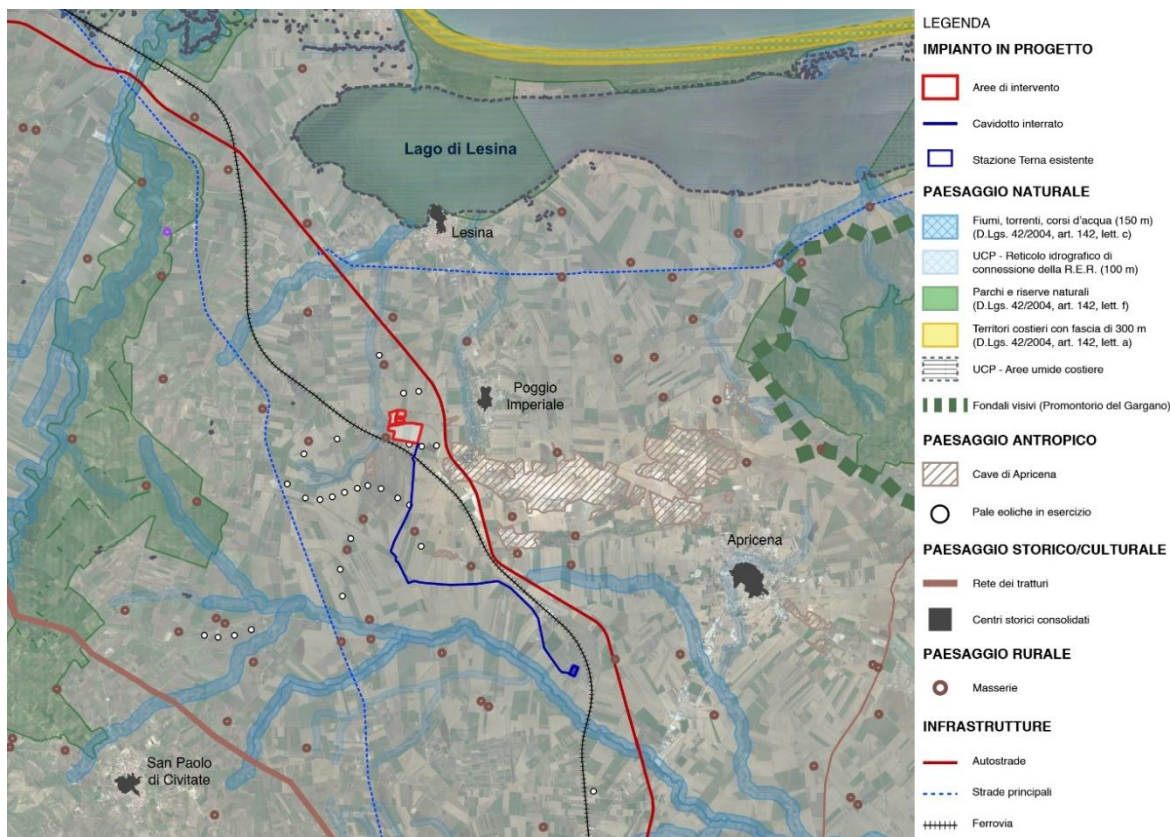 Lago di Lesina
Lesina
Poggio
Imperiale
Apricena
San Paolo
di Civitate
LEGENDA
IMPIANTO IN PROGETTO
Aree di intervento
Cavidotto interrato
Stazione Terna esistente
PAESAGGIO NATURALE
Fiumi, torrenti, corsi d'acqua (150 m)
(D.Lgs. 42/2004, art. 142, lett. c)
UCP - Reticolo idrografico di
connessione della R.E.R. (100 m)
Parchi e riserve naturali
(D.Lgs. 42/2004, art. 142, lett. f)
Territori costieri con fascia di 300 m
(D.Lgs. 42/2004, art. 142, lett. a)
UCP - Aree umide costiere
Fondali visivi (Promontorio del Gargano)
PAESAGGIO ANTROPICO
Cave di Apricena
Pale eoliche in esercizio
PAESAGGIO STORICO/CULTURALE
Rete dei tratturi
Centri storici consolidati
PAESAGGIO RURALE
Masserie
INFRASTRUTTURE
Autostrade
Strade principali
Ferrovia